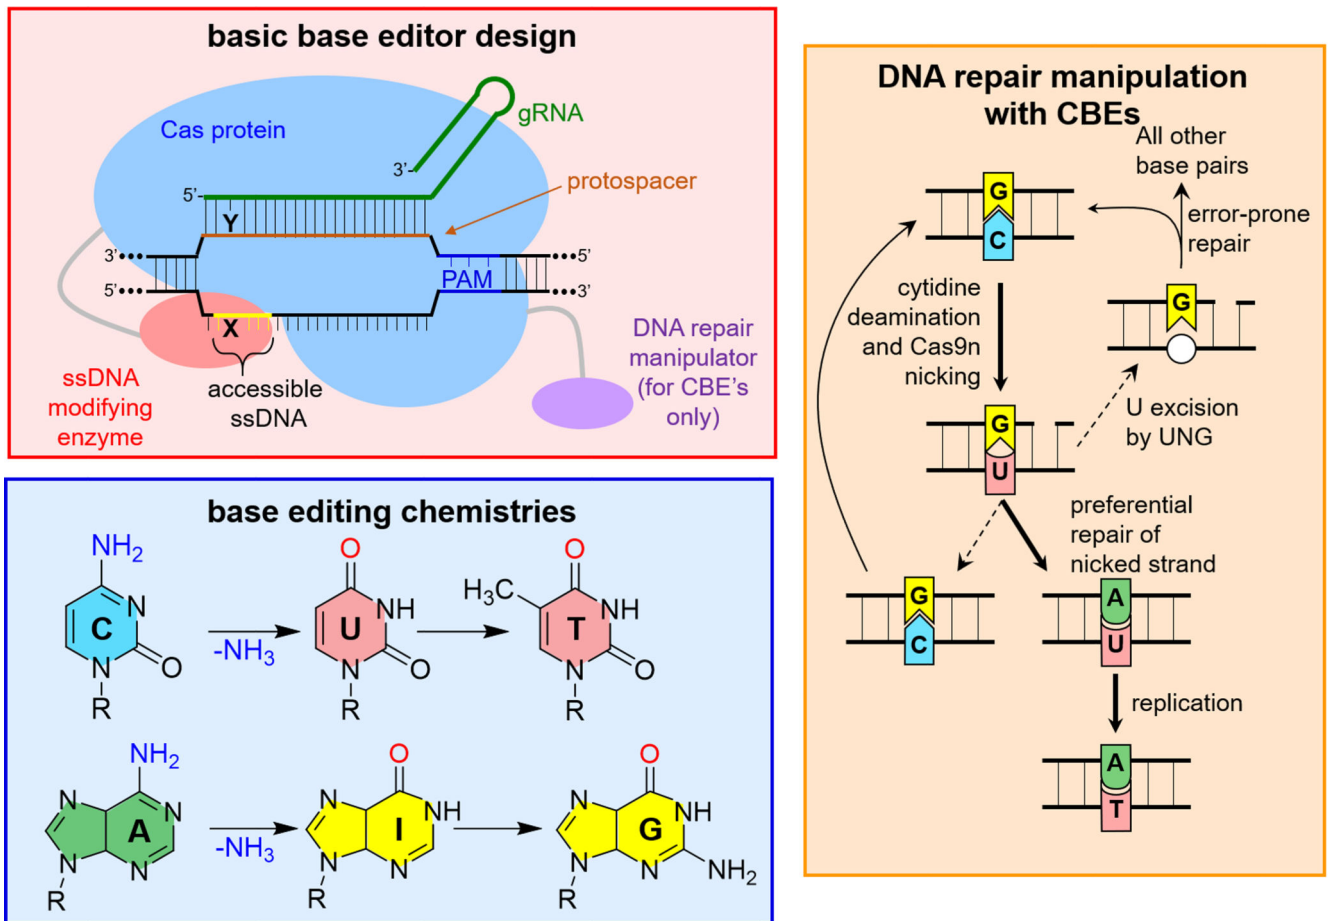 basic base editor design
Cas protein
gRNA
3’-
5’-
protospacer
Y
3’•••
•••5’
PAM
5’•••
•••3’
X
ssDNA
modifying
enzyme
accessible
ssDNA
DNA repair
manipulator
(for CBE’s
only)
base editing chemistries
NH2
N
C
N
O
R
-NH3
O
NH
U
N
O
R
O
H3C
NH
T
N
O
R
NH2
N
N
A
N
N
R
-NH3
O
N
NH
I
N
N
R
O
N
NH
G
N
N
NH2
R
DNA repair manipulation
with CBEs
All other
base pairs
error-prone
repair
G
C
cytidine
deamination
and Cas9n
nicking
G
U excision
by UNG
G
U
preferential
repair of
nicked strand
G
C
A
U
replication
A
T